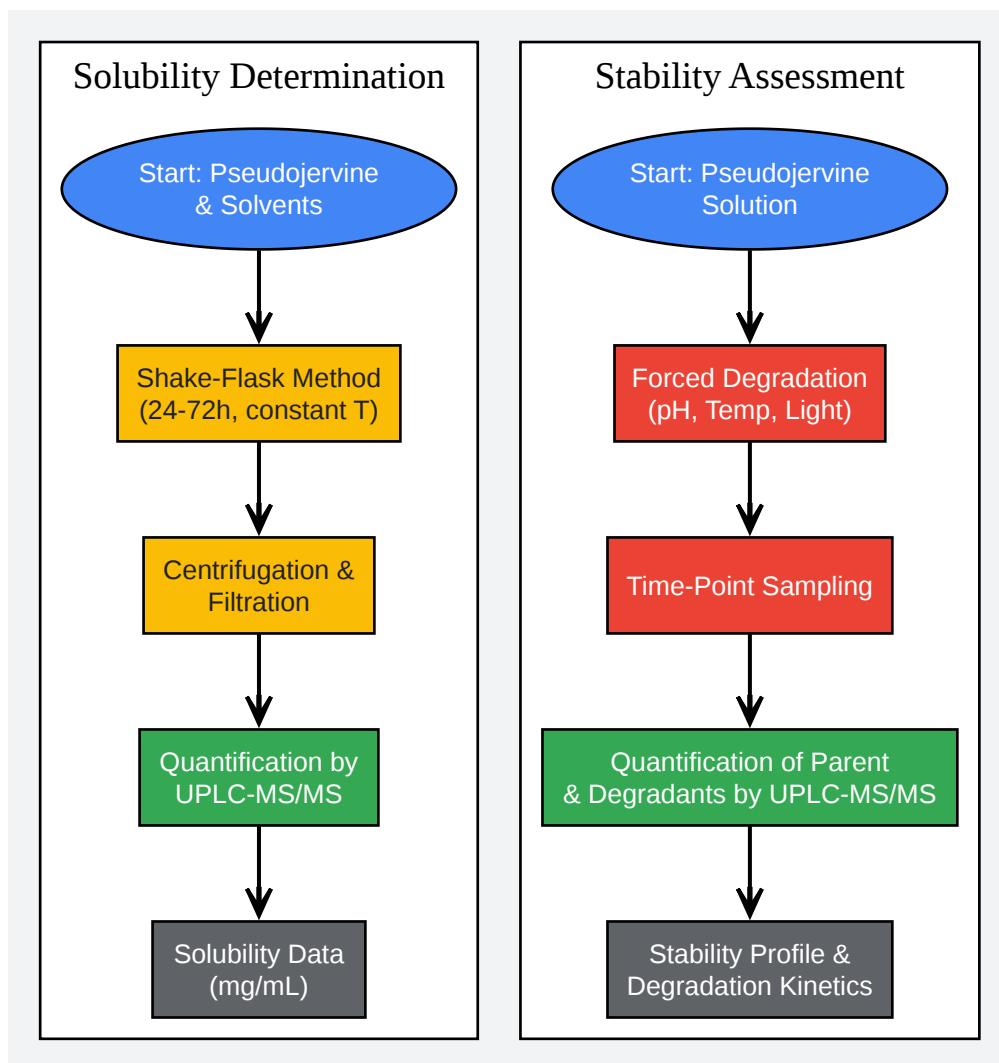 Solubility Determination
Start: Pseudojervine
& Solvents
Shake-Flask Method
(24-72h, constant T)
Centrifugation &
Filtration
Quantification by
UPLC-MS/MS
Solubility Data
(mg/mL)
Stability Assessment
Start: Pseudojervine
Solution
Forced Degradation
(pH, Temp, Light)
Time-Point Sampling
Quantification of Parent
& Degradants by UPLC-MS/MS
Stability Profile &
Degradation Kinetics